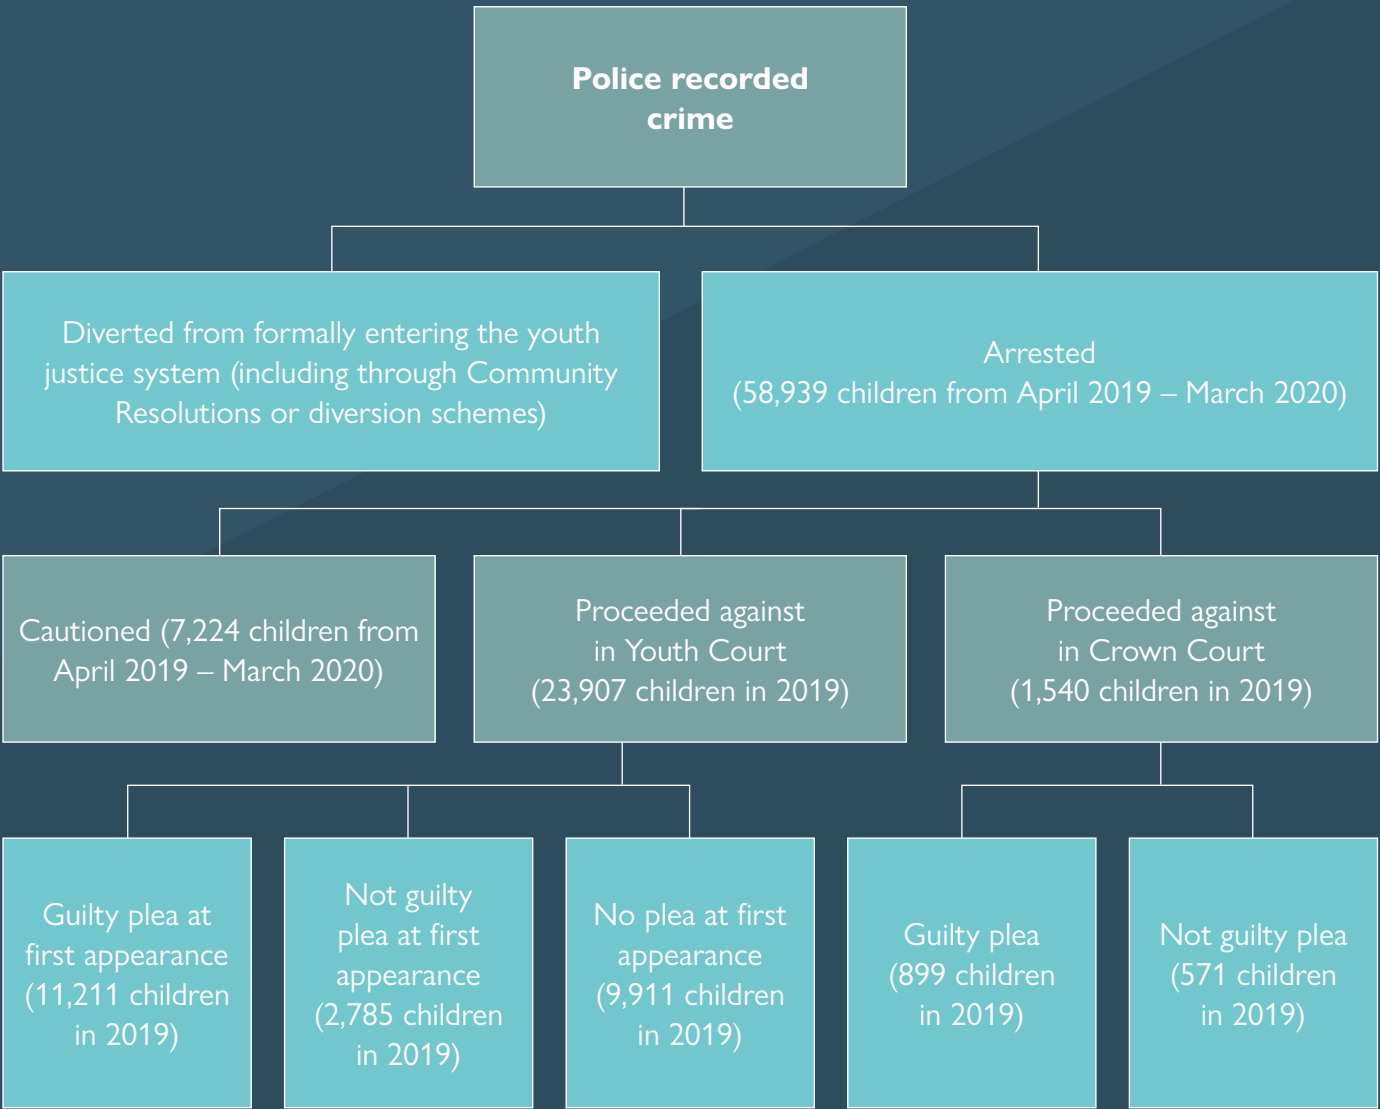 Police recorded
crime
Diverted from formally entering the youth
justice system (including through Community
Resolutions or diversion schemes)
Arrested
(58,939 children from April 2019 – March 2020)
Cautioned (7,224 children from
April 2019 – March 2020)
Proceeded against
in Youth Court
(23,907 children in 2019)
Proceeded against
in Crown Court
(1,540 children in 2019)
Guilty plea at
first appearance
(11,211 children
in 2019)
Not guilty
plea at first
appearance
(2,785 children
in 2019)
No plea at first
appearance
(9,911 children
in 2019)
Guilty plea
(899 children
in 2019)
Not guilty plea
(571 children
in 2019)